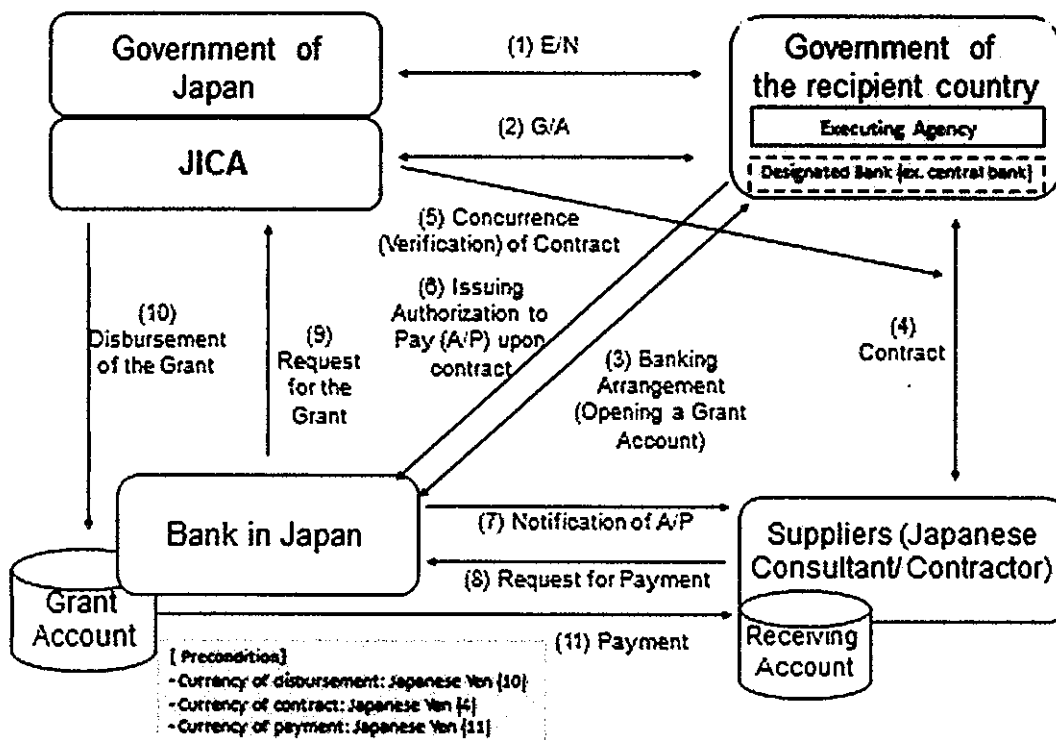 Government of
Japan
JICA
(1) E/N
(2) G/A
Government of
the recipient country
Executing Agency
Designated Bank (ex. central bank)
(5) Concurrence
(Verification) of Contract
(6) Issuing
Authorization to
Pay (A/P) upon
contract
(3) Banking
Arrangement
(Opening a Grant
Account)
(4)
Contract
(10)
Disbursement
of the Grant
(9)
Request
for the
Grant
Bank in Japan
(7) Notification of A/P
(8) Request for Payment
Suppliers (Japanese
Consultant/ Contractor)
Grant
Account
(11) Payment
Receiving
Account
[ Precondition]
-Currency of disbursement: Japanese Yen (10)
-Currency of contract: Japanese Yen (4)
-Currency of payment: Japanese Yen (11)